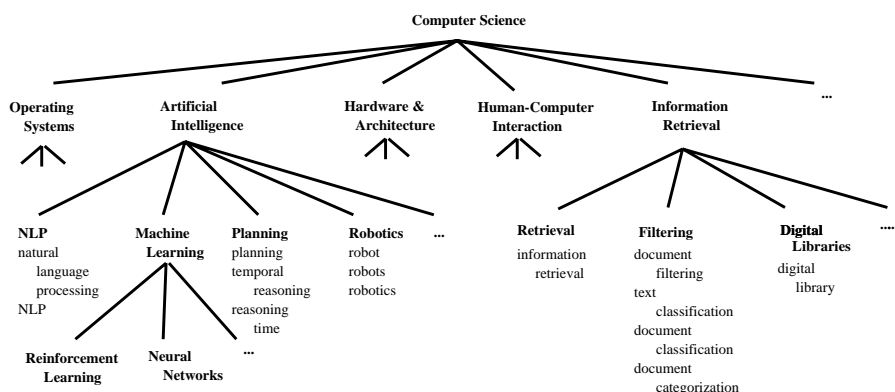 Computer Science
Operating
Systems
Artificial
Intelligence
Hardware &
Architecture
Human-Computer
Interaction
Information
Retrieval
...
NLP
natural
language
processing
NLP
Machine
Learning
Planning
planning
temporal
reasoning
reasoning
time
Robotics
robot
robots
robotics
...
Retrieval
information
retrieval
Filtering
document
filtering
text
classification
document
classification
document
categorization
Digital
Libraries
digital
library
....
Reinforcement
Learning
Neural
Networks
...